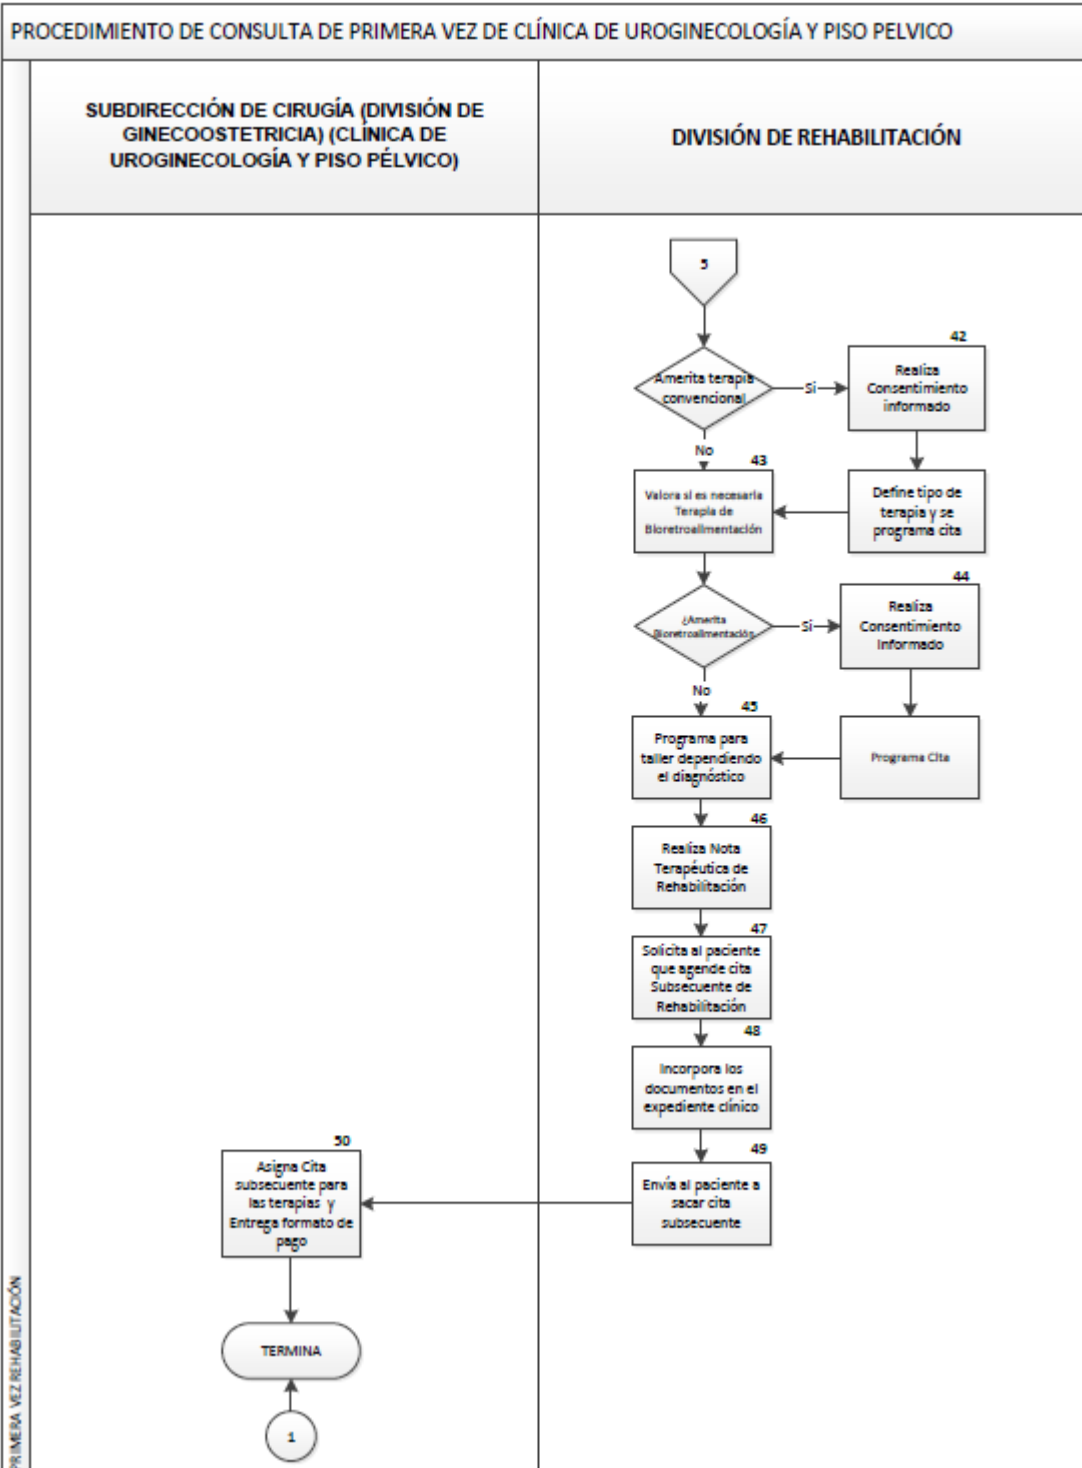 PROCEDIMIENTO DE CONSULTA DE PRIMERA VEZ DE CLÍNICA DE UROGINECOLOGÍA Y PISO PELVICO
SUBDIRECCIÓN DE CIRUGÍA (DIVISIÓN DE
GINECOOSTETRICIA) (CLÍNICA DE
UROGINECOLOGÍA Y PISO PÉLVICO)
DIVISIÓN DE REHABILITACIÓN
5
Amerita terapia
convencional
Si
42
Realiza
Consentimiento
informado
No
43
Valora si es necesaria
Terapia de
Bioretroalimentación
Define tipo de
terapia y se
programa cita
¿Amerita
Bioretroalimentación
Si
44
Realiza
Consentimiento
Informado
No
45
Programa para
taller dependiendo
el diagnóstico
Programa Cita
46
Realiza Nota
Terapéutica de
Rehabilitación
47
Solicita al paciente
que agende cita
Subsecuente de
Rehabilitación
48
Incorpora los
documentos en el
expediente clínico
49
Envía al paciente a
sacar cita
subsecuente
50
Asigna Cita
subsecuente para
las terapias y
Entrega formato de
pago
TERMINA
1
PRIMERA VEZ REHABILITACIÓN